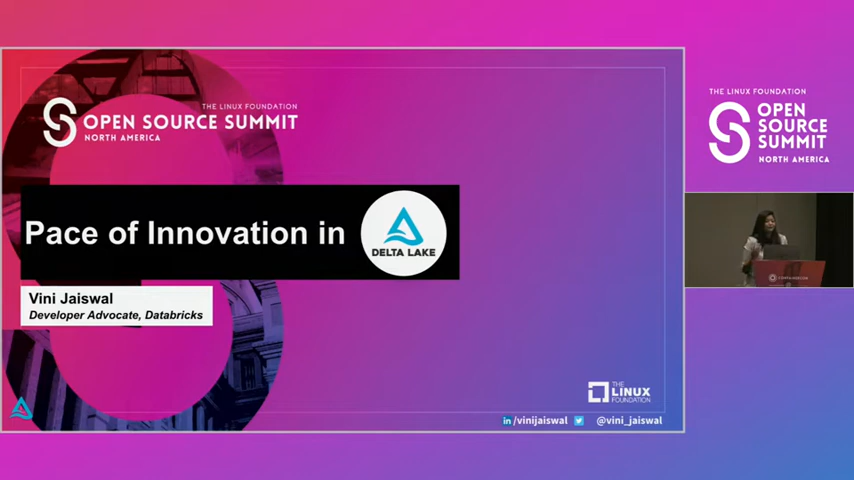 THE LINUX FOUNDATION
OPEN SOURCE SUMMIT
NORTH AMERICA
Pace of Innovation in
DELTA LAKE
Vini Jaiswal
Developer Advocate, Databricks
THE
LINUX
FOUNDATION
in /vinijaiswal @vini_jaiswal
THE LINUX FOUNDATION
OPEN
SOURCE
SUMMIT
NORTH AMERICA